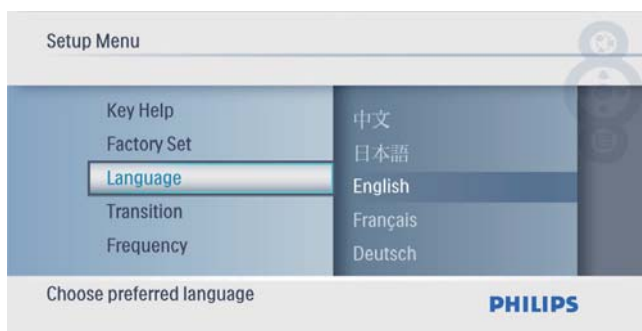 Setup Menu
Key Help
Factory Set
Language
Transition
Frequency
中文
日本語
English
Français
Deutsch
Choose preferred language
PHILIPS